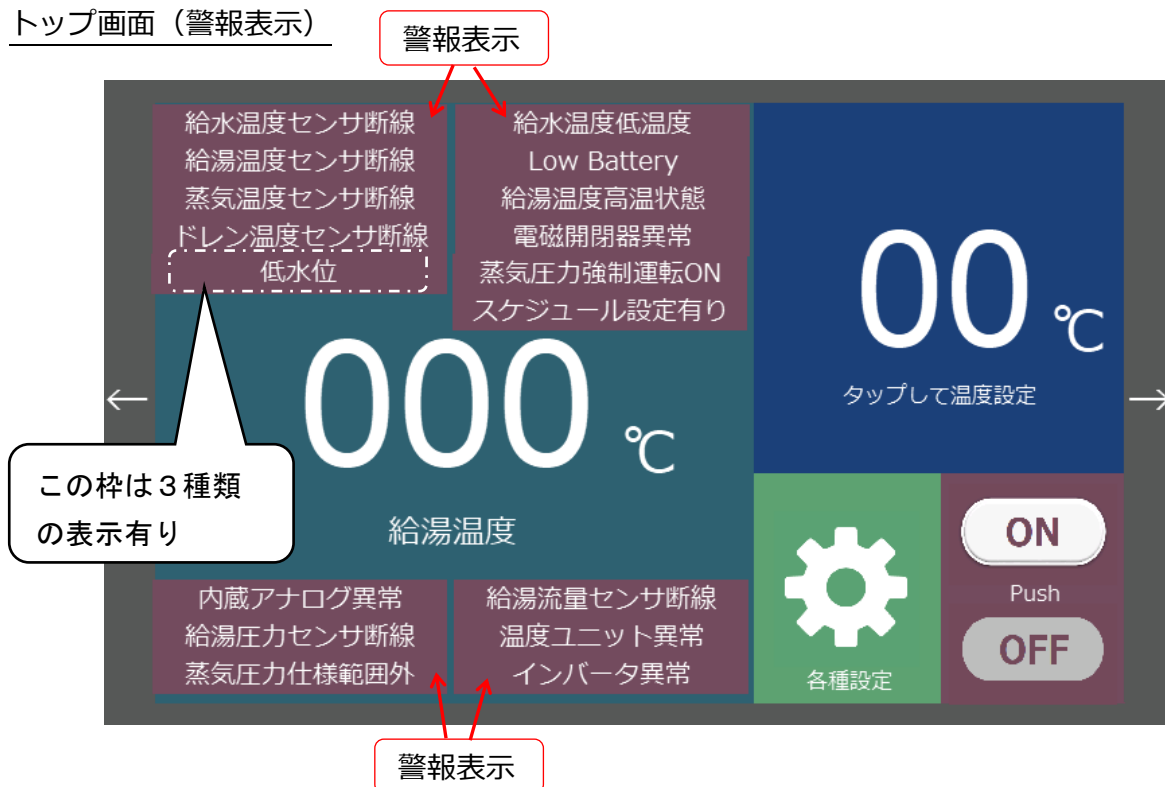 トップ画面（警報表示）
警報表示
給水温度センサ断線
給湯温度センサ断線
蒸気温度センサ断線
ドレン温度センサ断線
低水位
給水温度低温度
Low Battery
給湯温度高温状態
電磁開閉器異常
蒸気圧力強制運転ON
スケジュール設定有り
00 ℃
タップして温度設定
←
000 ℃
→
この枠は３種類
の表示有り
給湯温度
内蔵アナログ異常
給湯圧力センサ断線
蒸気圧力仕様範囲外
給湯流量センサ断線
温度ユニット異常
インバータ異常
各種設定
ON
Push
OFF
警報表示